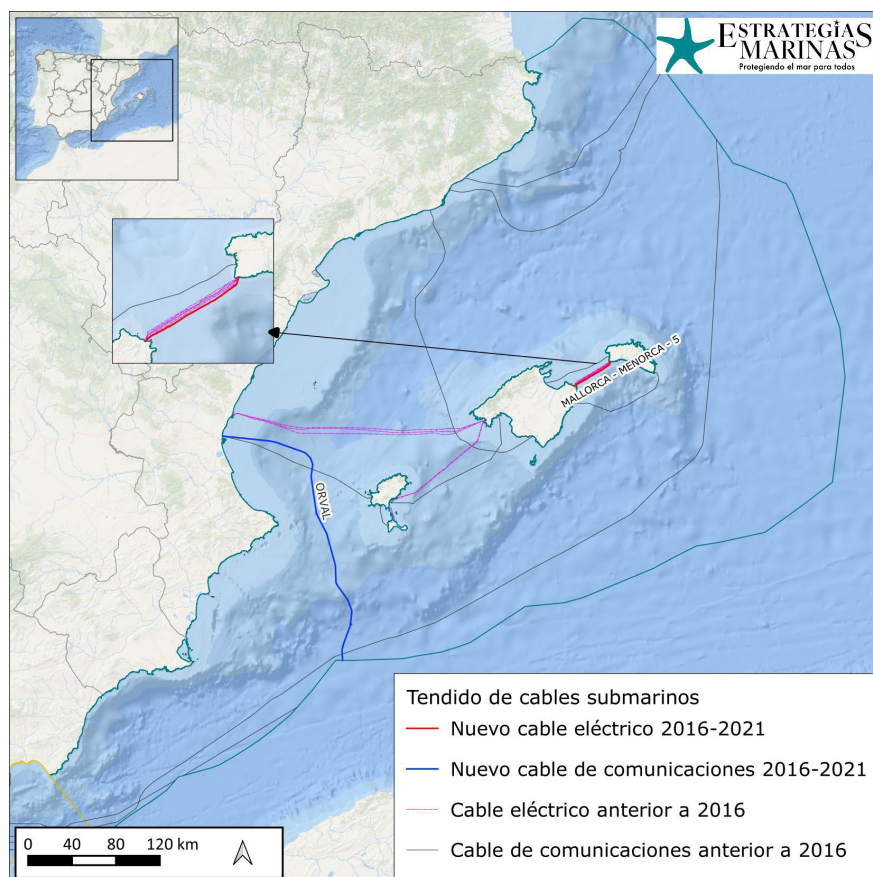 ESTRATEGIAS
MARINAS
Protegiendo el mar para todos
MALLORCA - MENORCA - 5
ORVAL
Tendido de cables submarinos
Nuevo cable eléctrico 2016-2021
Nuevo cable de comunicaciones 2016-2021
Cable eléctrico anterior a 2016
Cable de comunicaciones anterior a 2016
0 40 80 120 km